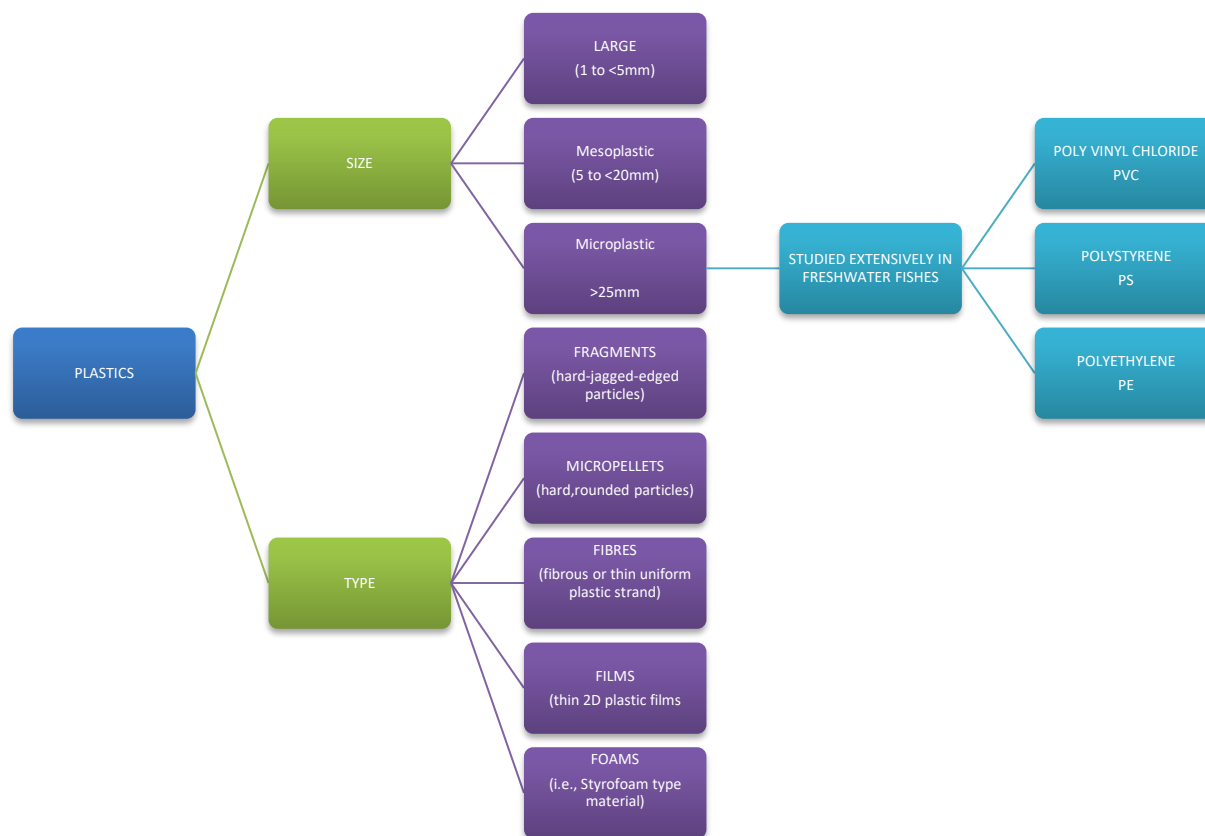 PLASTICS
SIZE
LARGE
(1 to <5mm)
Mesoplastic
(5 to <20mm)
Microplastic
>25mm
STUDIED EXTENSIVELY IN
FRESHWATER FISHES
POLY VINYL CHLORIDE
PVC
POLYSTYRENE
PS
POLYETHYLENE
PE
TYPE
FRAGMENTS
(hard-jagged-edged
particles)
MICROPELLETS
(hard,rounded particles)
FIBRES
(fibrous or thin uniform
plastic strand)
FILMS
(thin 2D plastic films
FOAMS
(i.e., Styrofoam type
material)